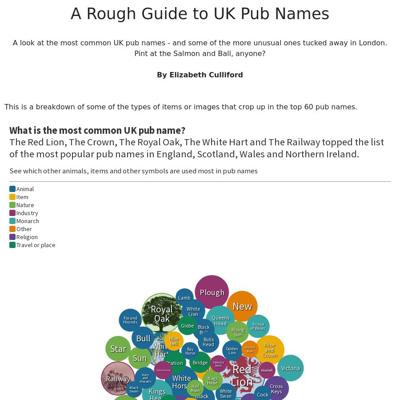 A Rough Guide to UK Pub Names
A look at the most common UK pub names - and some of the more unusual ones tucked away in London.
Pint at the Salmon and Ball, anyone?
By Elizabeth Culliford
This is a breakdown of some of the types of items or images that crop up in the top 60 pub names.
What is the most common UK pub name?
The Red Lion, The Crown, The Royal Oak, The White Hart and The Railway topped the list
of the most popular pub names in England, Scotland, Wales and Northern Ireland.
See which other animals, items and other symbols are used most in pub names
Animal
Item
Nature
Industry
Monarch
Other
Religion
Travel or place
Plough
Lamb
New
White
Lion
Royal
Oak
Queens
Head
Globe
Bull
Star
Sun
Bridge
Railway
White
Hors
Red
Lion
Victoria
Cross
Keys
Kings
Cock